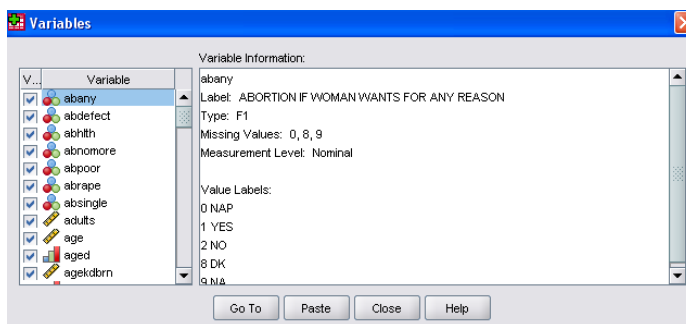 Variables
Variable Information:
V... Variable
abany
abdefect
abhlth
abnomore
abpoor
abrape
absingle
adults
age
aged
agekdbrn
abany
Label: ABORTION IF WOMAN WANTS FOR ANY REASON
Type: F1
Missing Values: 0, 8, 9
Measurement Level: Nominal
Value Labels:
0 NAP
1 YES
2 NO
8 DK
9 NA
Go To Paste Close Help